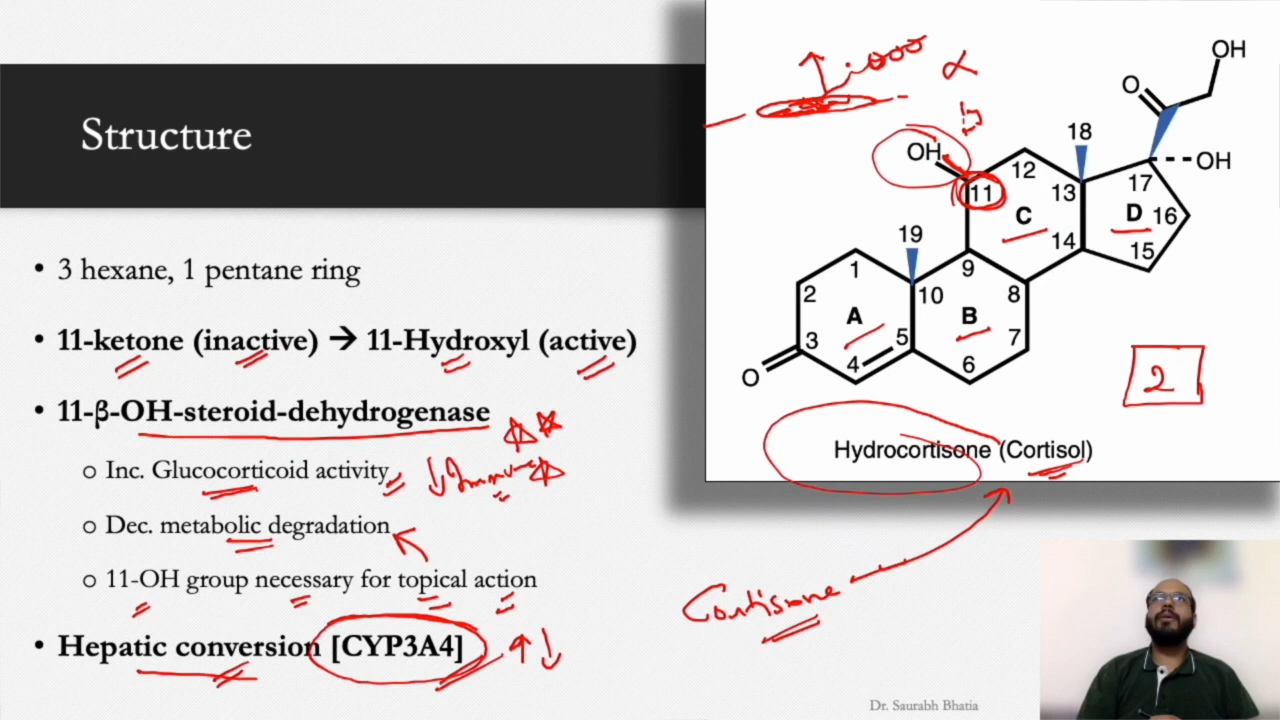 Structure
• 3 hexane, 1 pentane ring
• 11-ketone (inactive) → 11-Hydroxyl (active)
• 11-β-OH-steroid-dehydrogenase
o Inc. Glucocorticoid activity
↓ Immune
o Dec. metabolic degradation
o 11-OH group necessary for topical action
• Hepatic conversion [CYP3A4] ↑↓
α
OH
O
18
OH
12
11
13
17
OH
C
D
16
19
14
15
1
9
2
10
8
A
B
3
5
7
4
6
O
2
Hydrocortisone (Cortisol)
Cortisone
Dr. Saurabh Bhatia